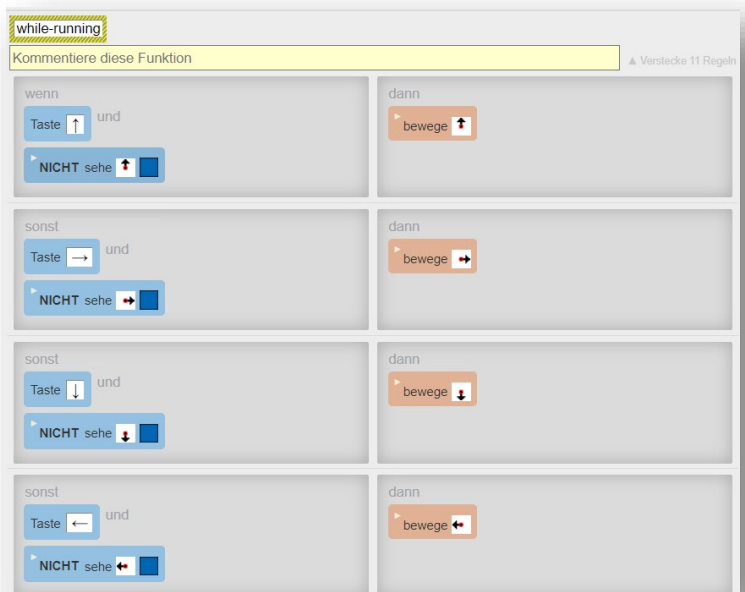 while-running
Kommentiere diese Funktion
▲ Verstecke 11 Regeln
wenn
dann
Taste ↑ und
bewege
NICHT sehe
sonst
dann
Taste → und
bewege
NICHT sehe
sonst
dann
Taste ↓ und
bewege
NICHT sehe
sonst
dann
Taste ← und
bewege
NICHT sehe